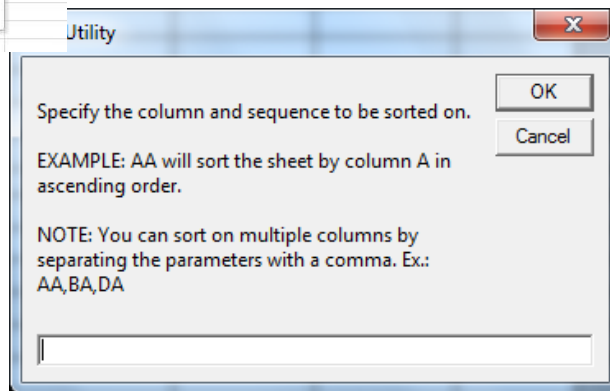 Utility
OK
Specify the column and sequence to be sorted on.
Cancel
EXAMPLE: AA will sort the sheet by column A in
ascending order.
NOTE: You can sort on multiple columns by
separating the parameters with a comma. Ex.:
AA,BA,DA